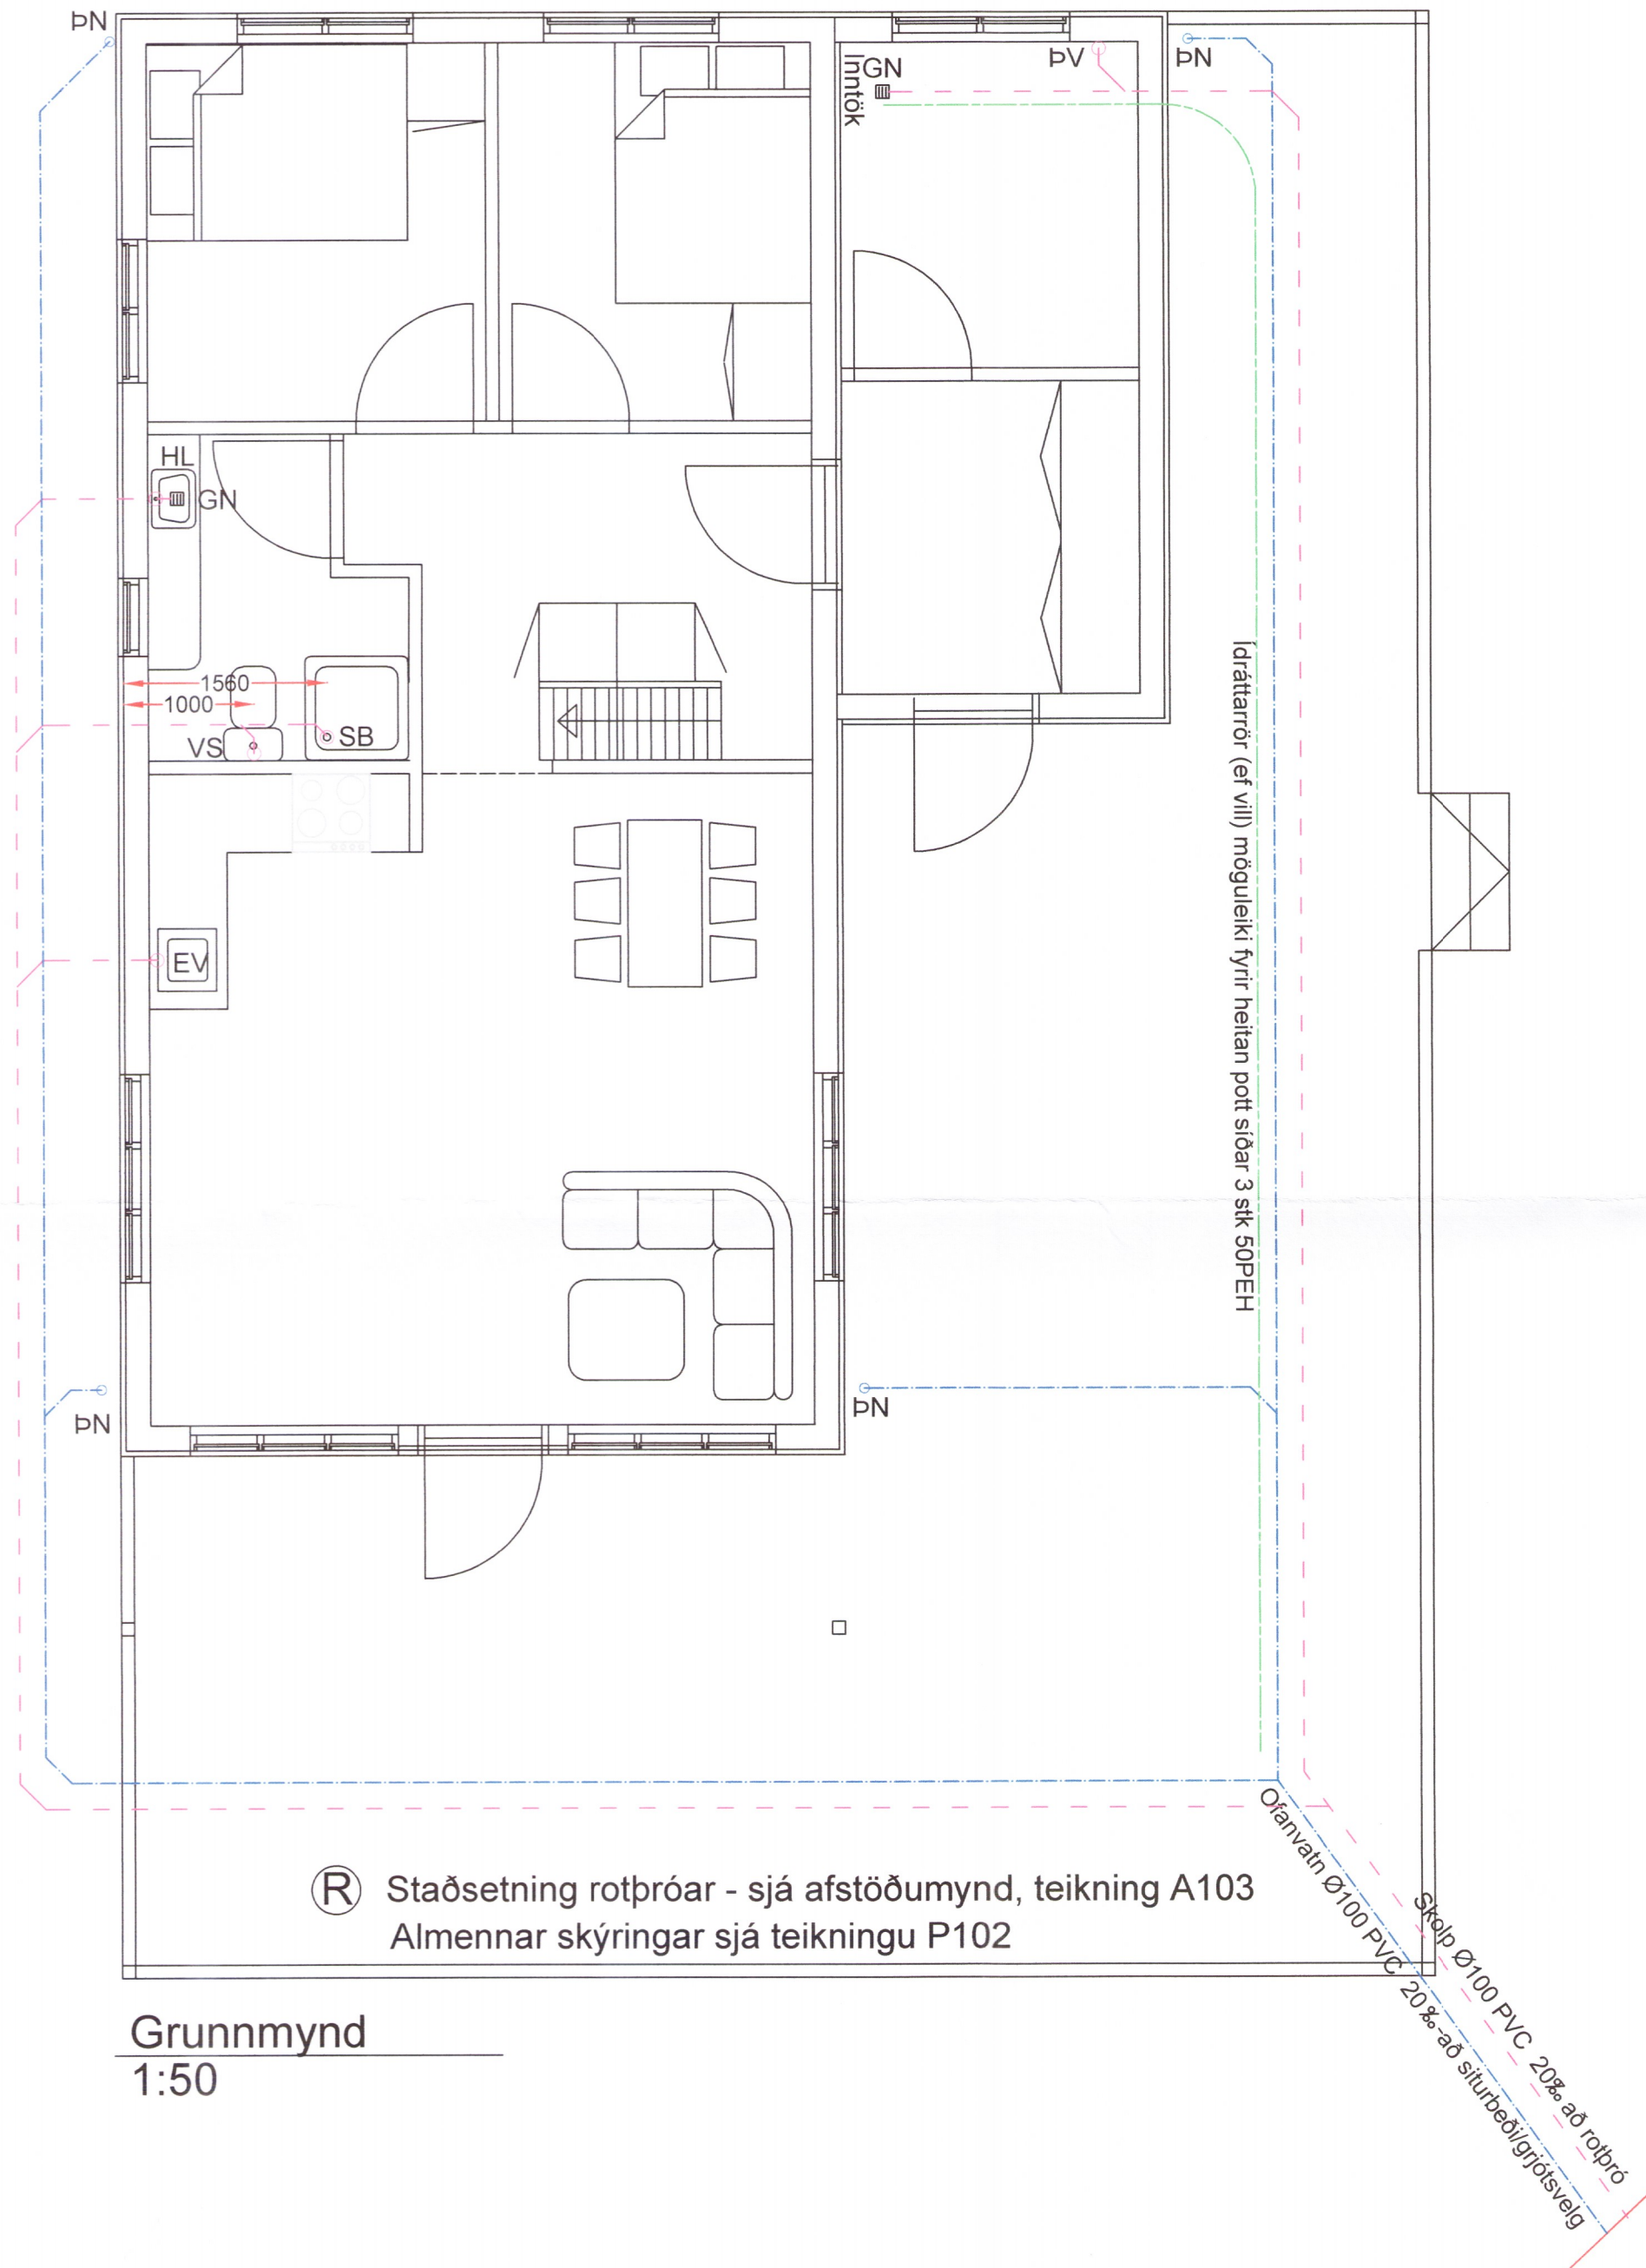 ÞN
ÞV
ÞN
Inntök
GN
HL
GN
1560
1000
VS
SB
EV
Ídráttarrör (ef vill) möguleiki fyrir heitan pott síðar 3 stk 50PEH
ÞN
ÞN
Ofanvatn Ø100 PVC 20‰ að siturbeði/grjótsvelg
Skolp Ø100 PVC 20‰ að rotþró
R Staðsetning rotþróar - sjá afstöðumynd, teikning A103
Almennar skýringar sjá teikningu P102
Grunnmynd
1:50